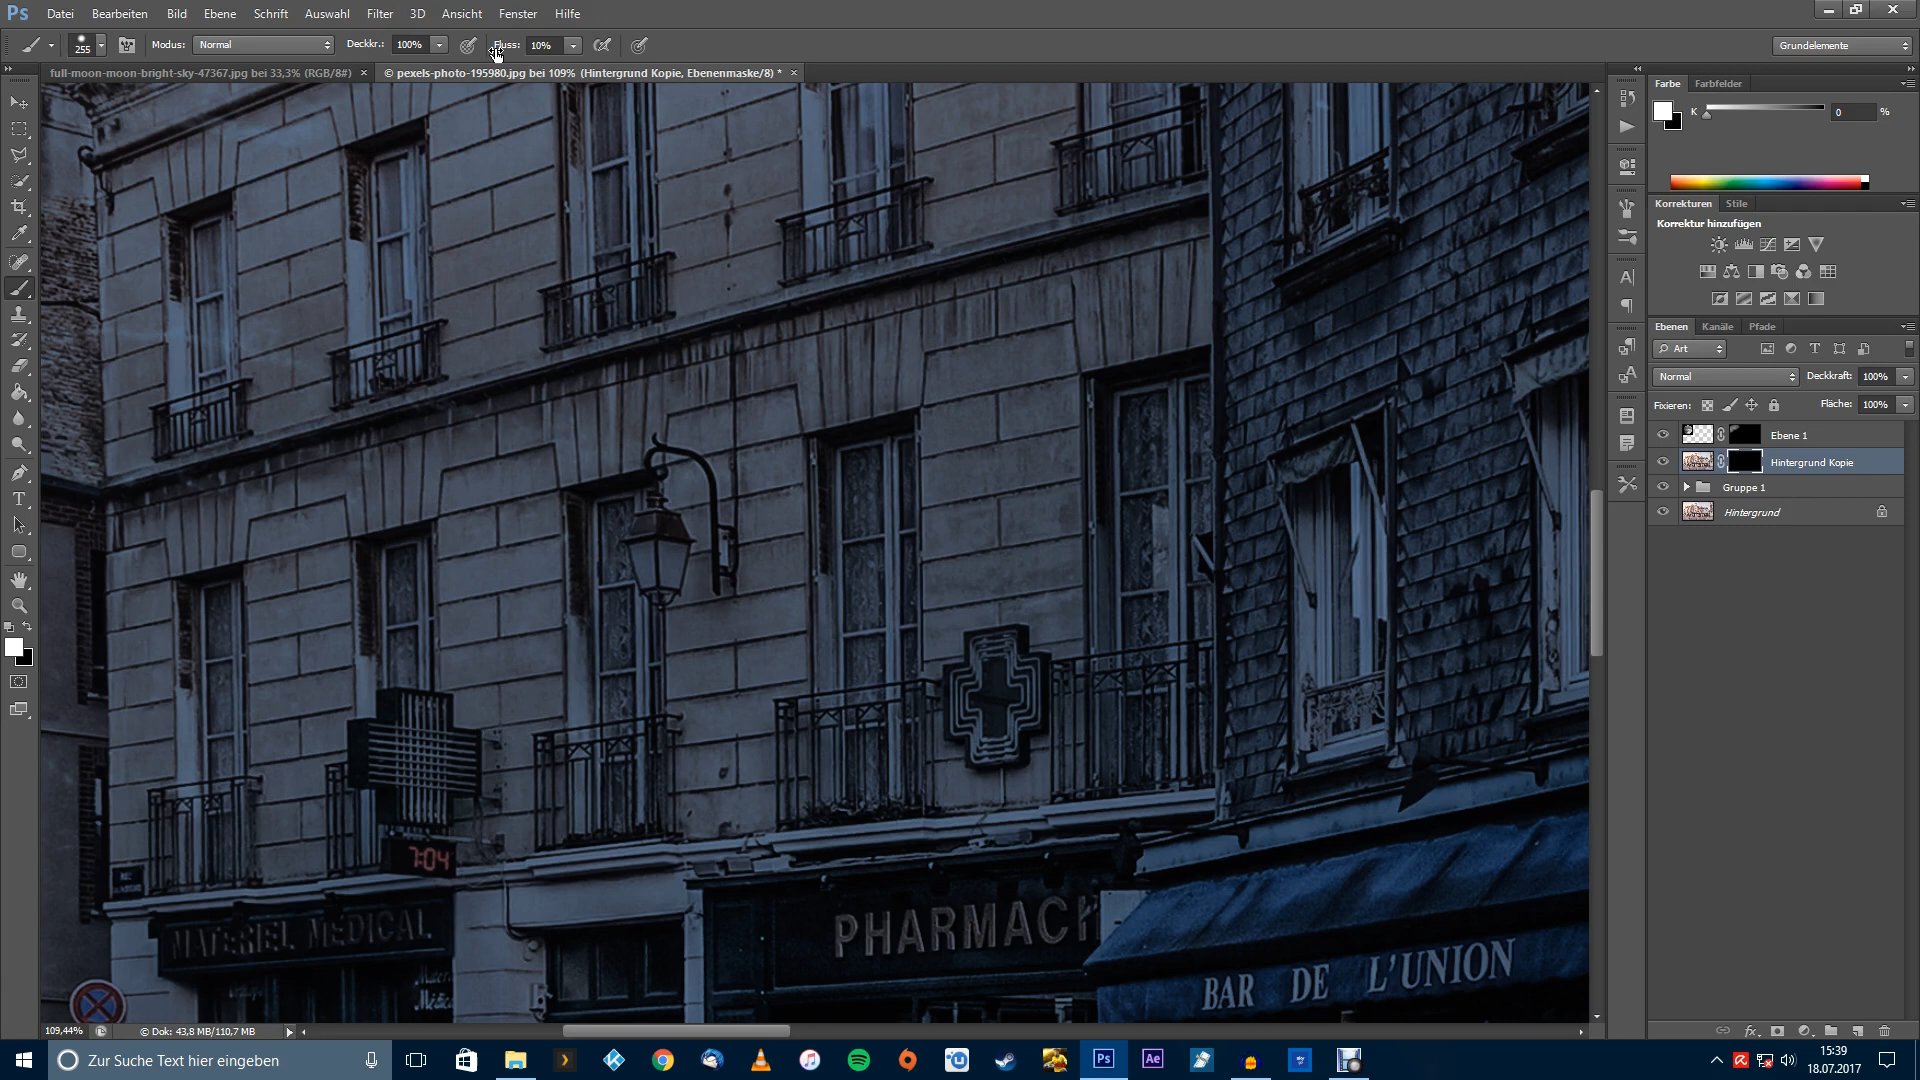 Ps Datei Bearbeiten Bild Ebene Schrift Auswahl Filter 3D Ansicht Fenster Hilfe
255 Modus: Normal Deckkr.: 100% Fluss: 10% Grundelemente
full-moon-moon-bright-sky-47367.jpg bei 33,3% (RGB/8#) × © pexels-photo-195980.jpg bei 109% (Hintergrund Kopie, Ebenenmaske/8) * ×
Farbe Farbfelder
K 0 %
Korrekturen Stile
Korrektur hinzufügen
Ebenen Kanäle Pfade
Art
Normal Deckkraft: 100%
Fixieren: Fläche: 100%
Ebene 1
Hintergrund Kopie
Gruppe 1
Hintergrund
7:04
MATERIEL MEDICAL
PHARMACI
BAR DE L'UNION
109,44% © Dok: 43,8 MB/110,7 MB
Zur Suche Text hier eingeben
Ps Ae
15:39
18.07.2017